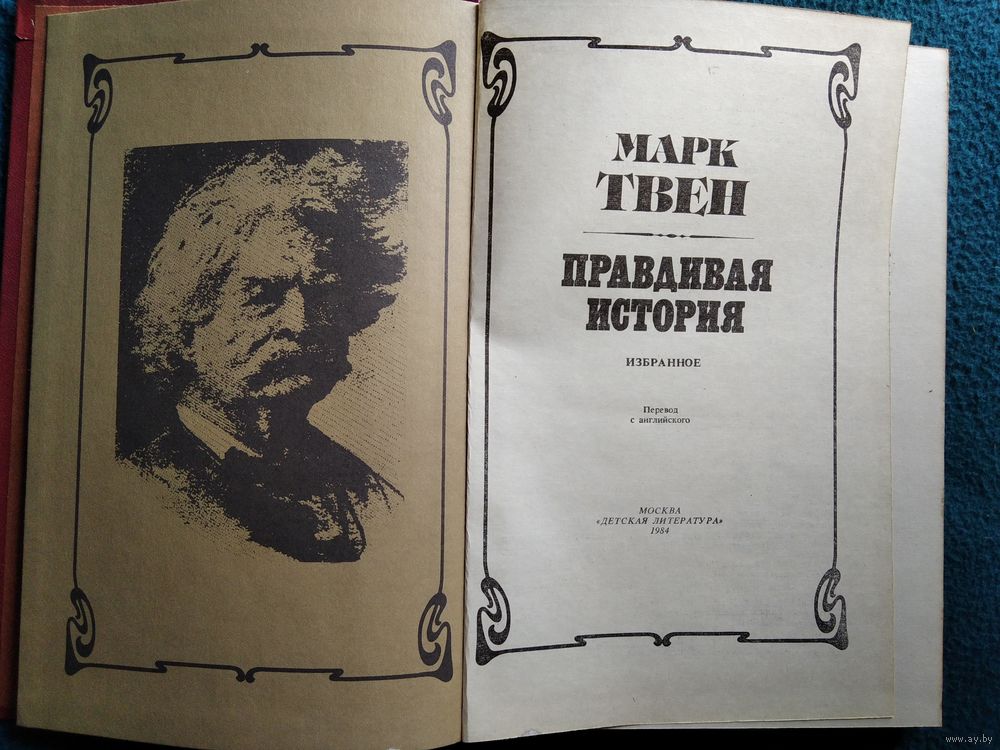 МАРК
ТВЕН
ПРАВДИВАЯ
ИСТОРИЯ
ИЗБРАННОЕ
Перевод
с английского
МОСКВА
«ДЕТСКАЯ ЛИТЕРАТУРА»
1984
www.ay.by